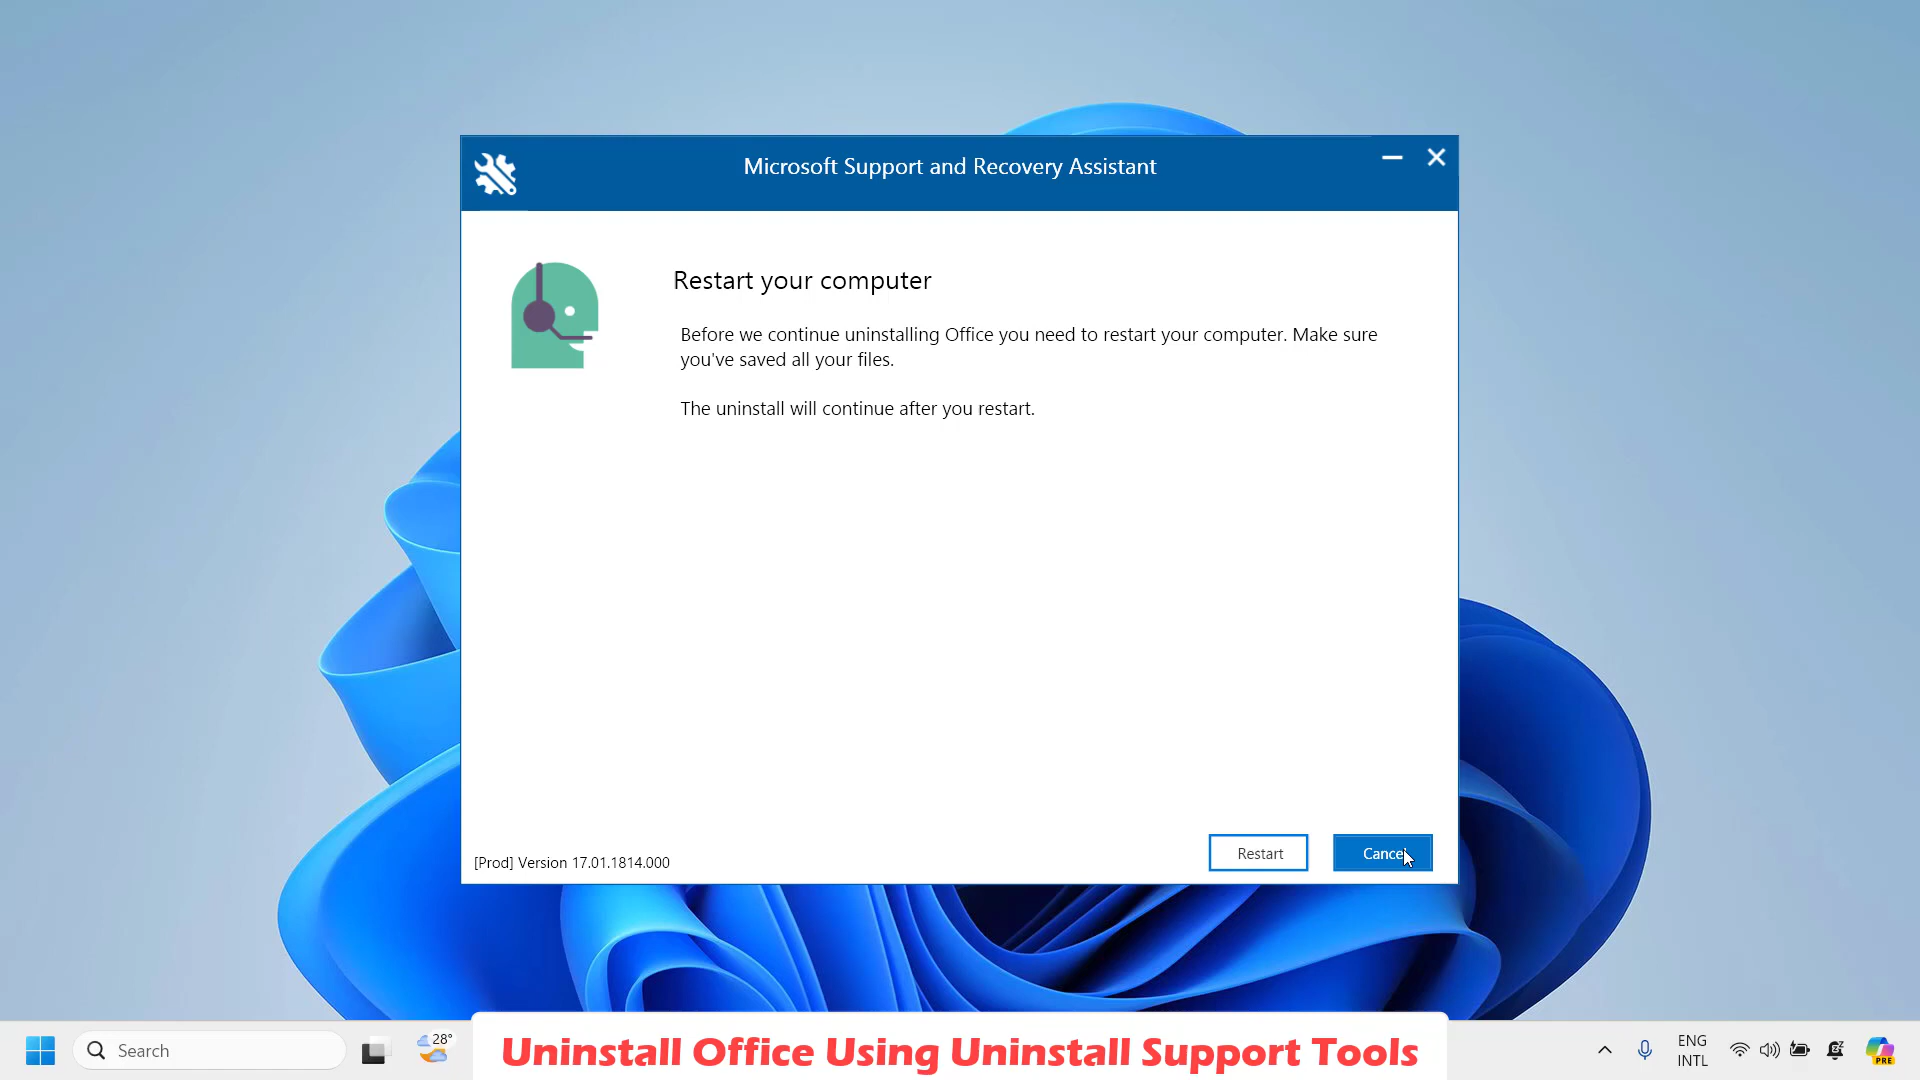 Microsoft Support and Recovery Assistant
Restart your computer
Before we continue uninstalling Office you need to restart your computer. Make sure
you've saved all your files.
The uninstall will continue after you restart.
[Prod] Version 17.01.1814.000
Restart
Cancel
28°
Search
Uninstall Office Using Uninstall Support Tools
ENG
INTL
PRE